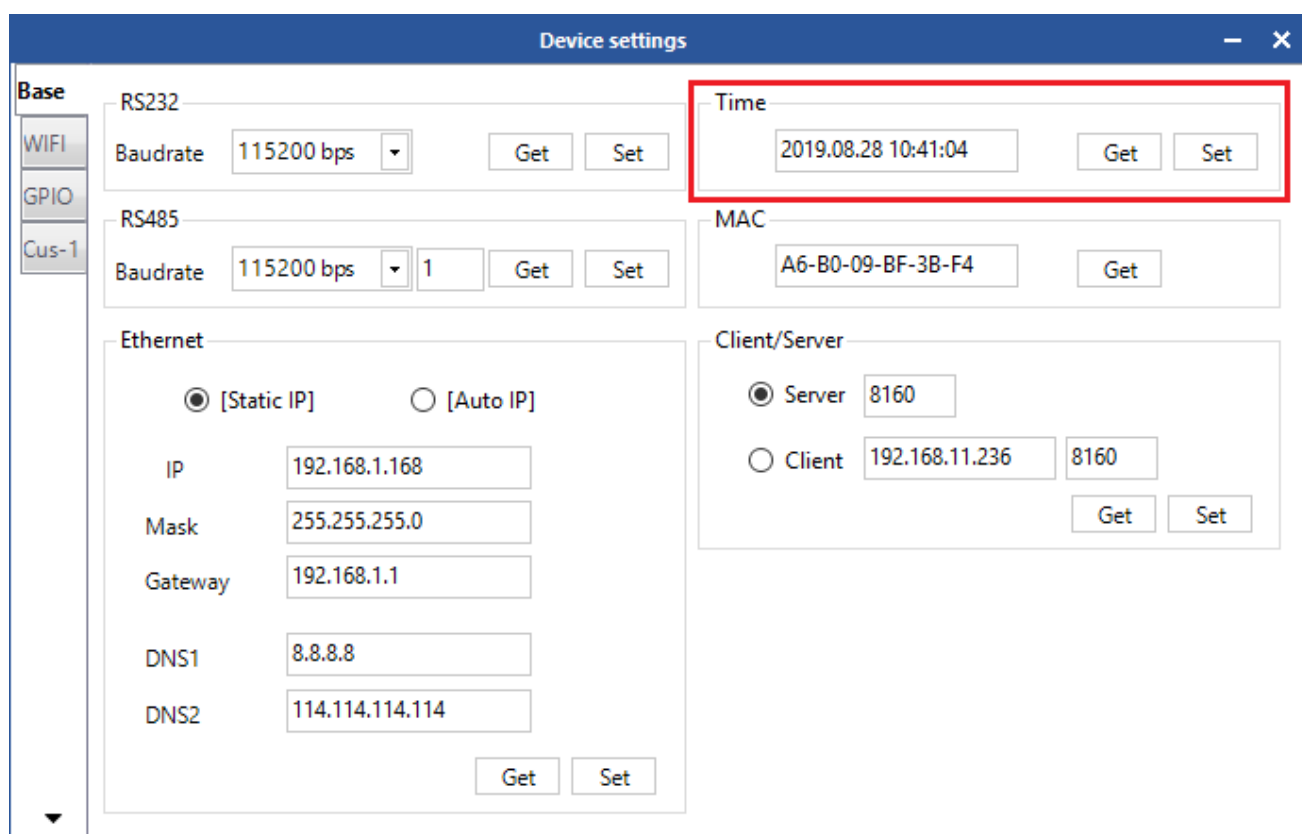 Device settings
Base
WIFI
GPIO
Cus-1
RS232
Baudrate 115200 bps Get Set
Time
2019.08.28 10:41:04 Get Set
RS485
Baudrate 115200 bps 1 Get Set
MAC
A6-B0-09-BF-3B-F4 Get
Ethernet
[Static IP] [Auto IP]
IP 192.168.1.168
Mask 255.255.255.0
Gateway 192.168.1.1
DNS1 8.8.8.8
DNS2 114.114.114.114
Get Set
Client/Server
Server 8160
Client 192.168.11.236 8160
Get Set